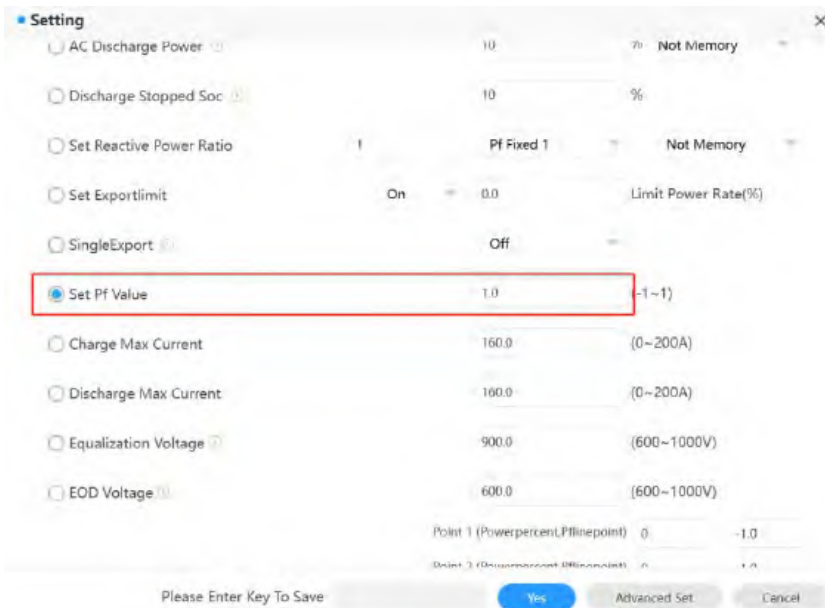 Setting
AC Discharge Power 10 % Not Memory
Discharge Stopped Soc 10 %
Set Reactive Power Ratio Pf Fixed 1 Not Memory
Set Exportlimit On 0.0 Limit Power Rate(%)
SingleExport Off
Set Pf Value 1.0 (-1~1)
Charge Max Current 160.0 (0~200A)
Discharge Max Current 160.0 (0~200A)
Equalization Voltage 900.0 (600~1000V)
EOD Voltage 600.0 (600~1000V)
Point 1 (Powerpercent,Pflinepoint) 0 -1.0
Please Enter Key To Save Yes Advanced Set Cancel